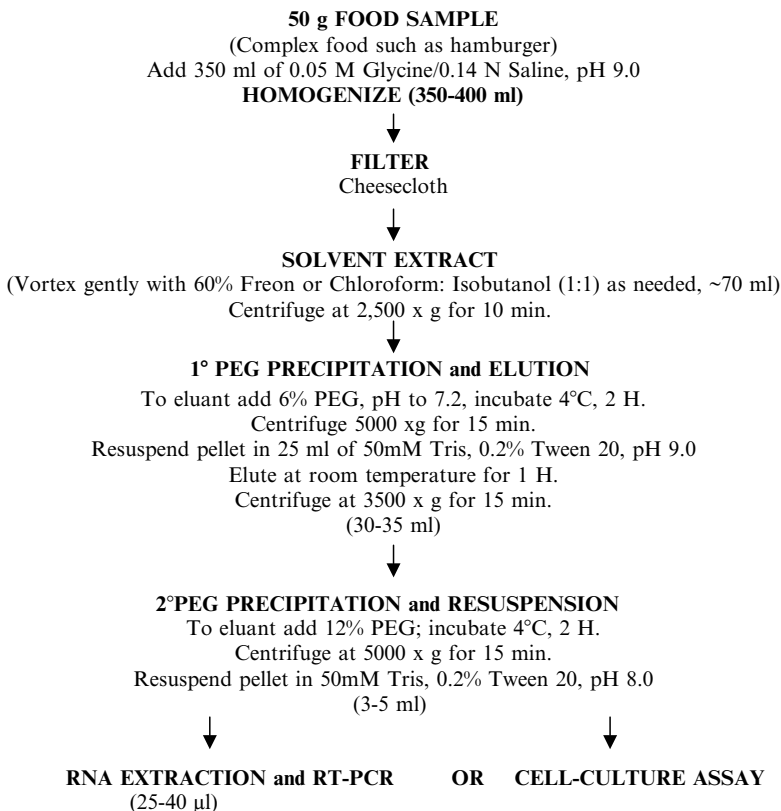 50 g FOOD SAMPLE
(Complex food such as hamburger)
Add 350 ml of 0.05 M Glycine/0.14 N Saline, pH 9.0
HOMOGENIZE (350-400 ml)
FILTER
Cheesecloth
SOLVENT EXTRACT
(Vortex gently with 60% Freon or Chloroform: Isobutanol (1:1) as needed, ~70 ml)
Centrifuge at 2,500 x g for 10 min.
1° PEG PRECIPITATION and ELUTION
To eluant add 6% PEG, pH to 7.2, incubate 4°C, 2 H.
Centrifuge 5000 xg for 15 min.
Resuspend pellet in 25 ml of 50mM Tris, 0.2% Tween 20, pH 9.0
Elute at room temperature for 1 H.
Centrifuge at 3500 x g for 15 min.
(30-35 ml)
2°PEG PRECIPITATION and RESUSPENSION
To eluant add 12% PEG; incubate 4°C, 2 H.
Centrifuge at 5000 x g for 15 min.
Resuspend pellet in 50mM Tris, 0.2% Tween 20, pH 8.0
(3-5 ml)
RNA EXTRACTION and RT-PCR OR CELL-CULTURE ASSAY
(25-40 µl)